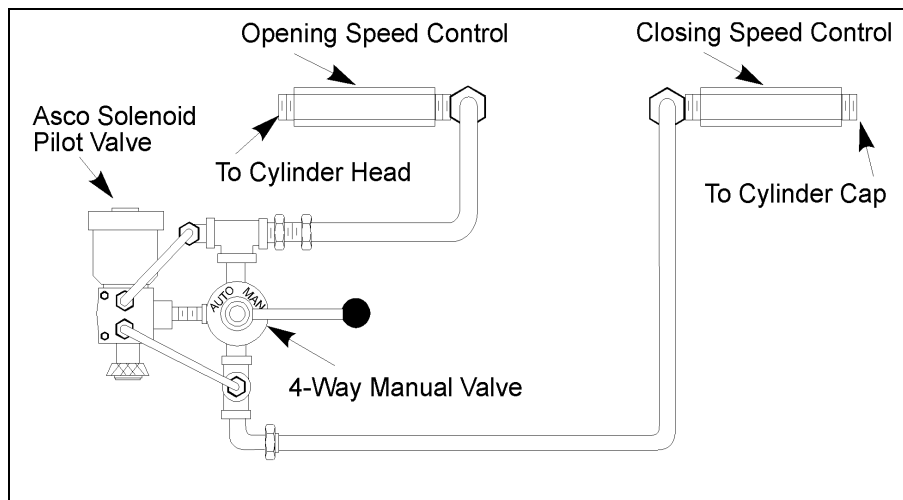 Opening Speed Control
Closing Speed Control
Asco Solenoid
Pilot Valve
To Cylinder Head
To Cylinder Cap
AUTO MAN
4-Way Manual Valve